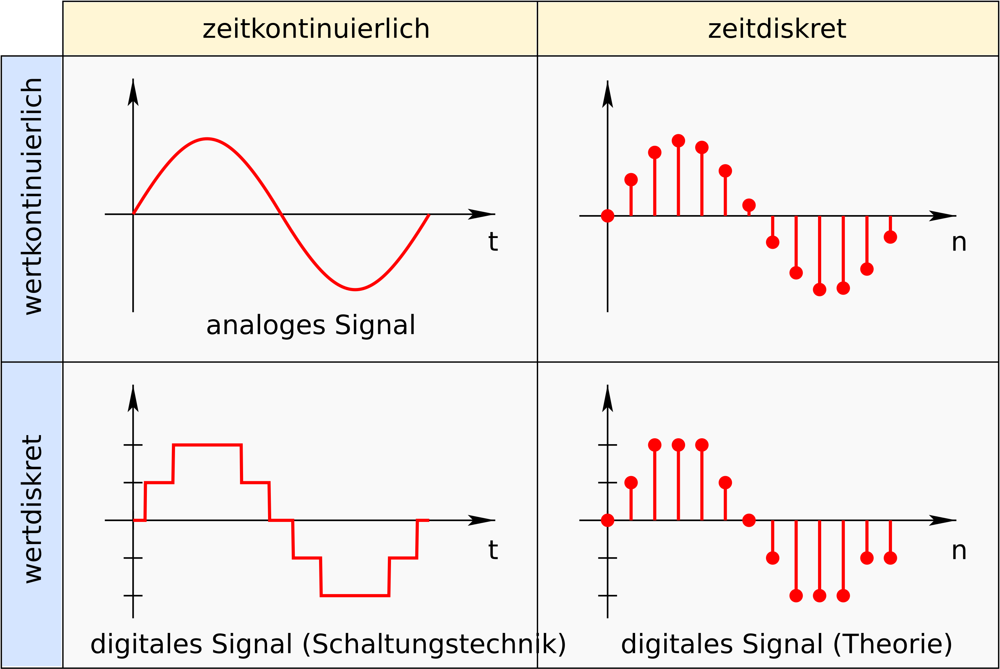 zeitkontinuierlich
zeitdiskret
wertkontinuierlich
t
n
analoges Signal
wertdiskret
t
n
digitales Signal (Schaltungstechnik)
digitales Signal (Theorie)